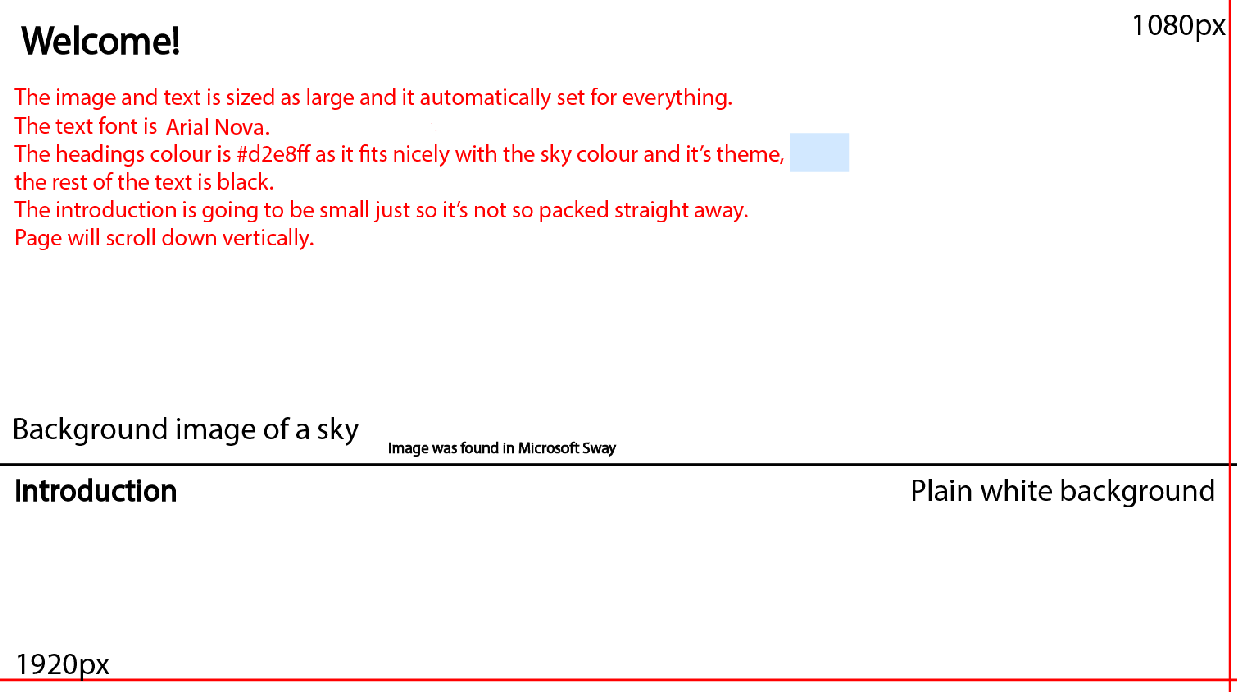 Welcome!
1080px
The image and text is sized as large and it automatically set for everything.
The text font is Arial Nova.
The headings colour is #d2e8ff as it fits nicely with the sky colour and it's theme,
the rest of the text is black.
The introduction is going to be small just so it's not so packed straight away.
Page will scroll down vertically.
Background image of a sky
Image was found in Microsoft Sway
Introduction
Plain white background
1920px